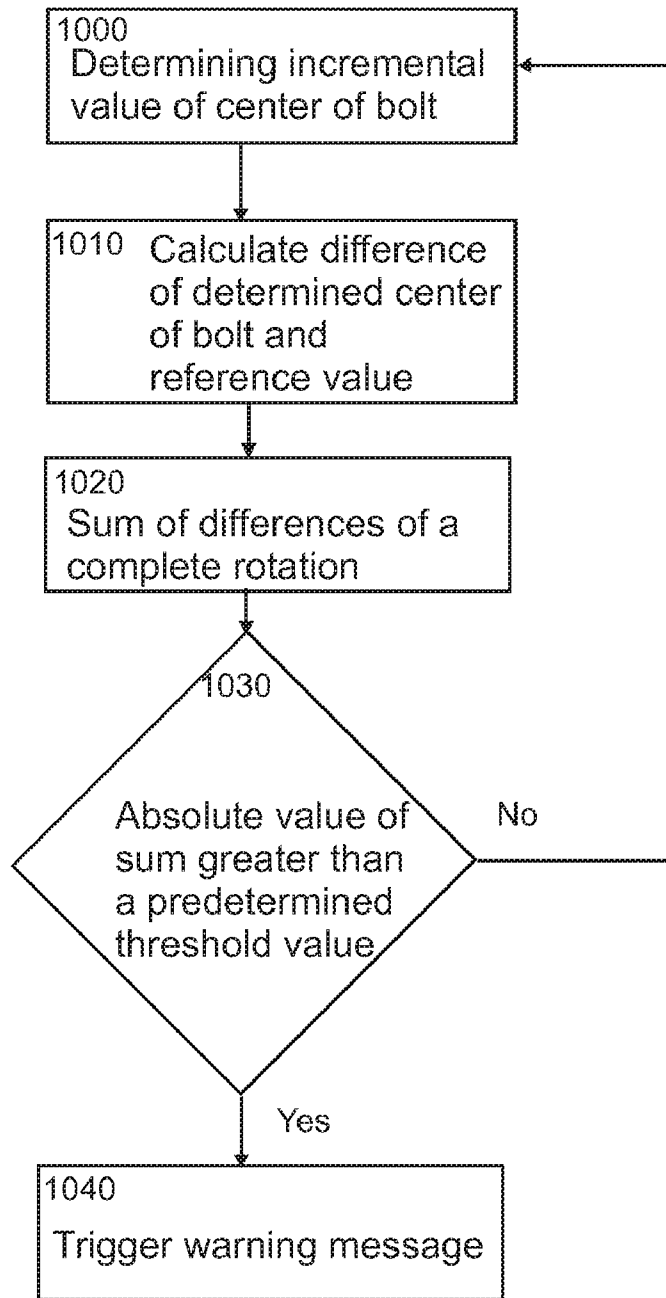 1000
Determining incremental
value of center of bolt
1010 Calculate difference
of determined center
of bolt and
reference value
1020
Sum of differences of a
complete rotation
1030
Absolute value of
sum greater than
a predetermined
threshold value
No
Yes
1040
Trigger warning message